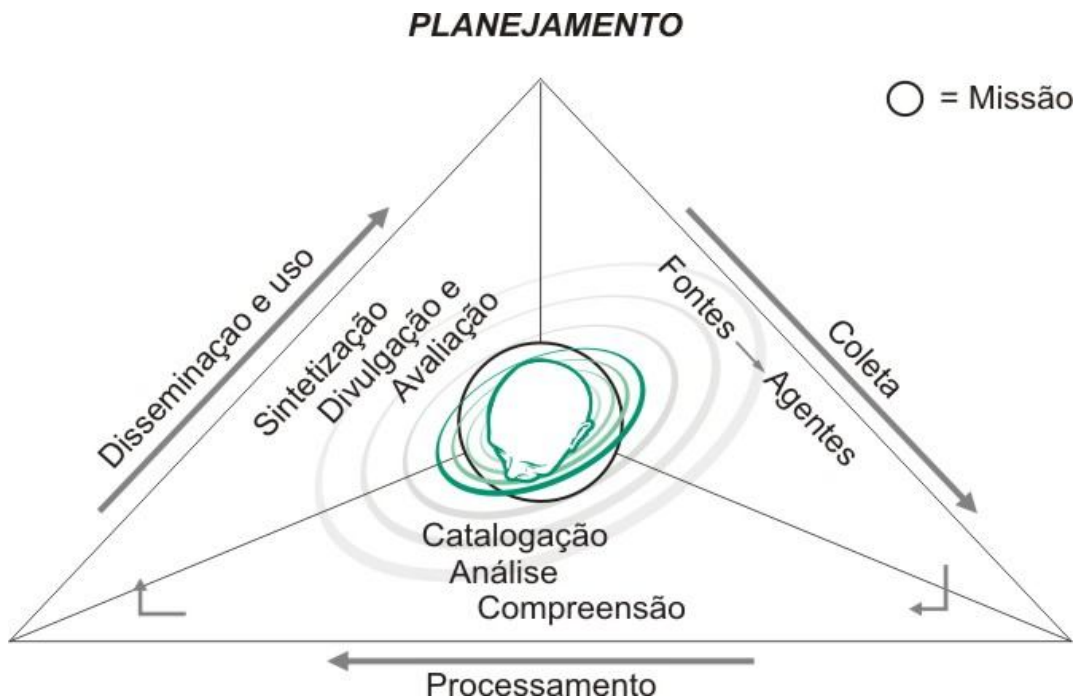 PLANEJAMENTO
= Missão
Disseminaçao e uso
Sintetização
Divulgação e
Avaliação
Fontes
Agentes
Coleta
Catalogação
Análise
Compreensão
Processamento